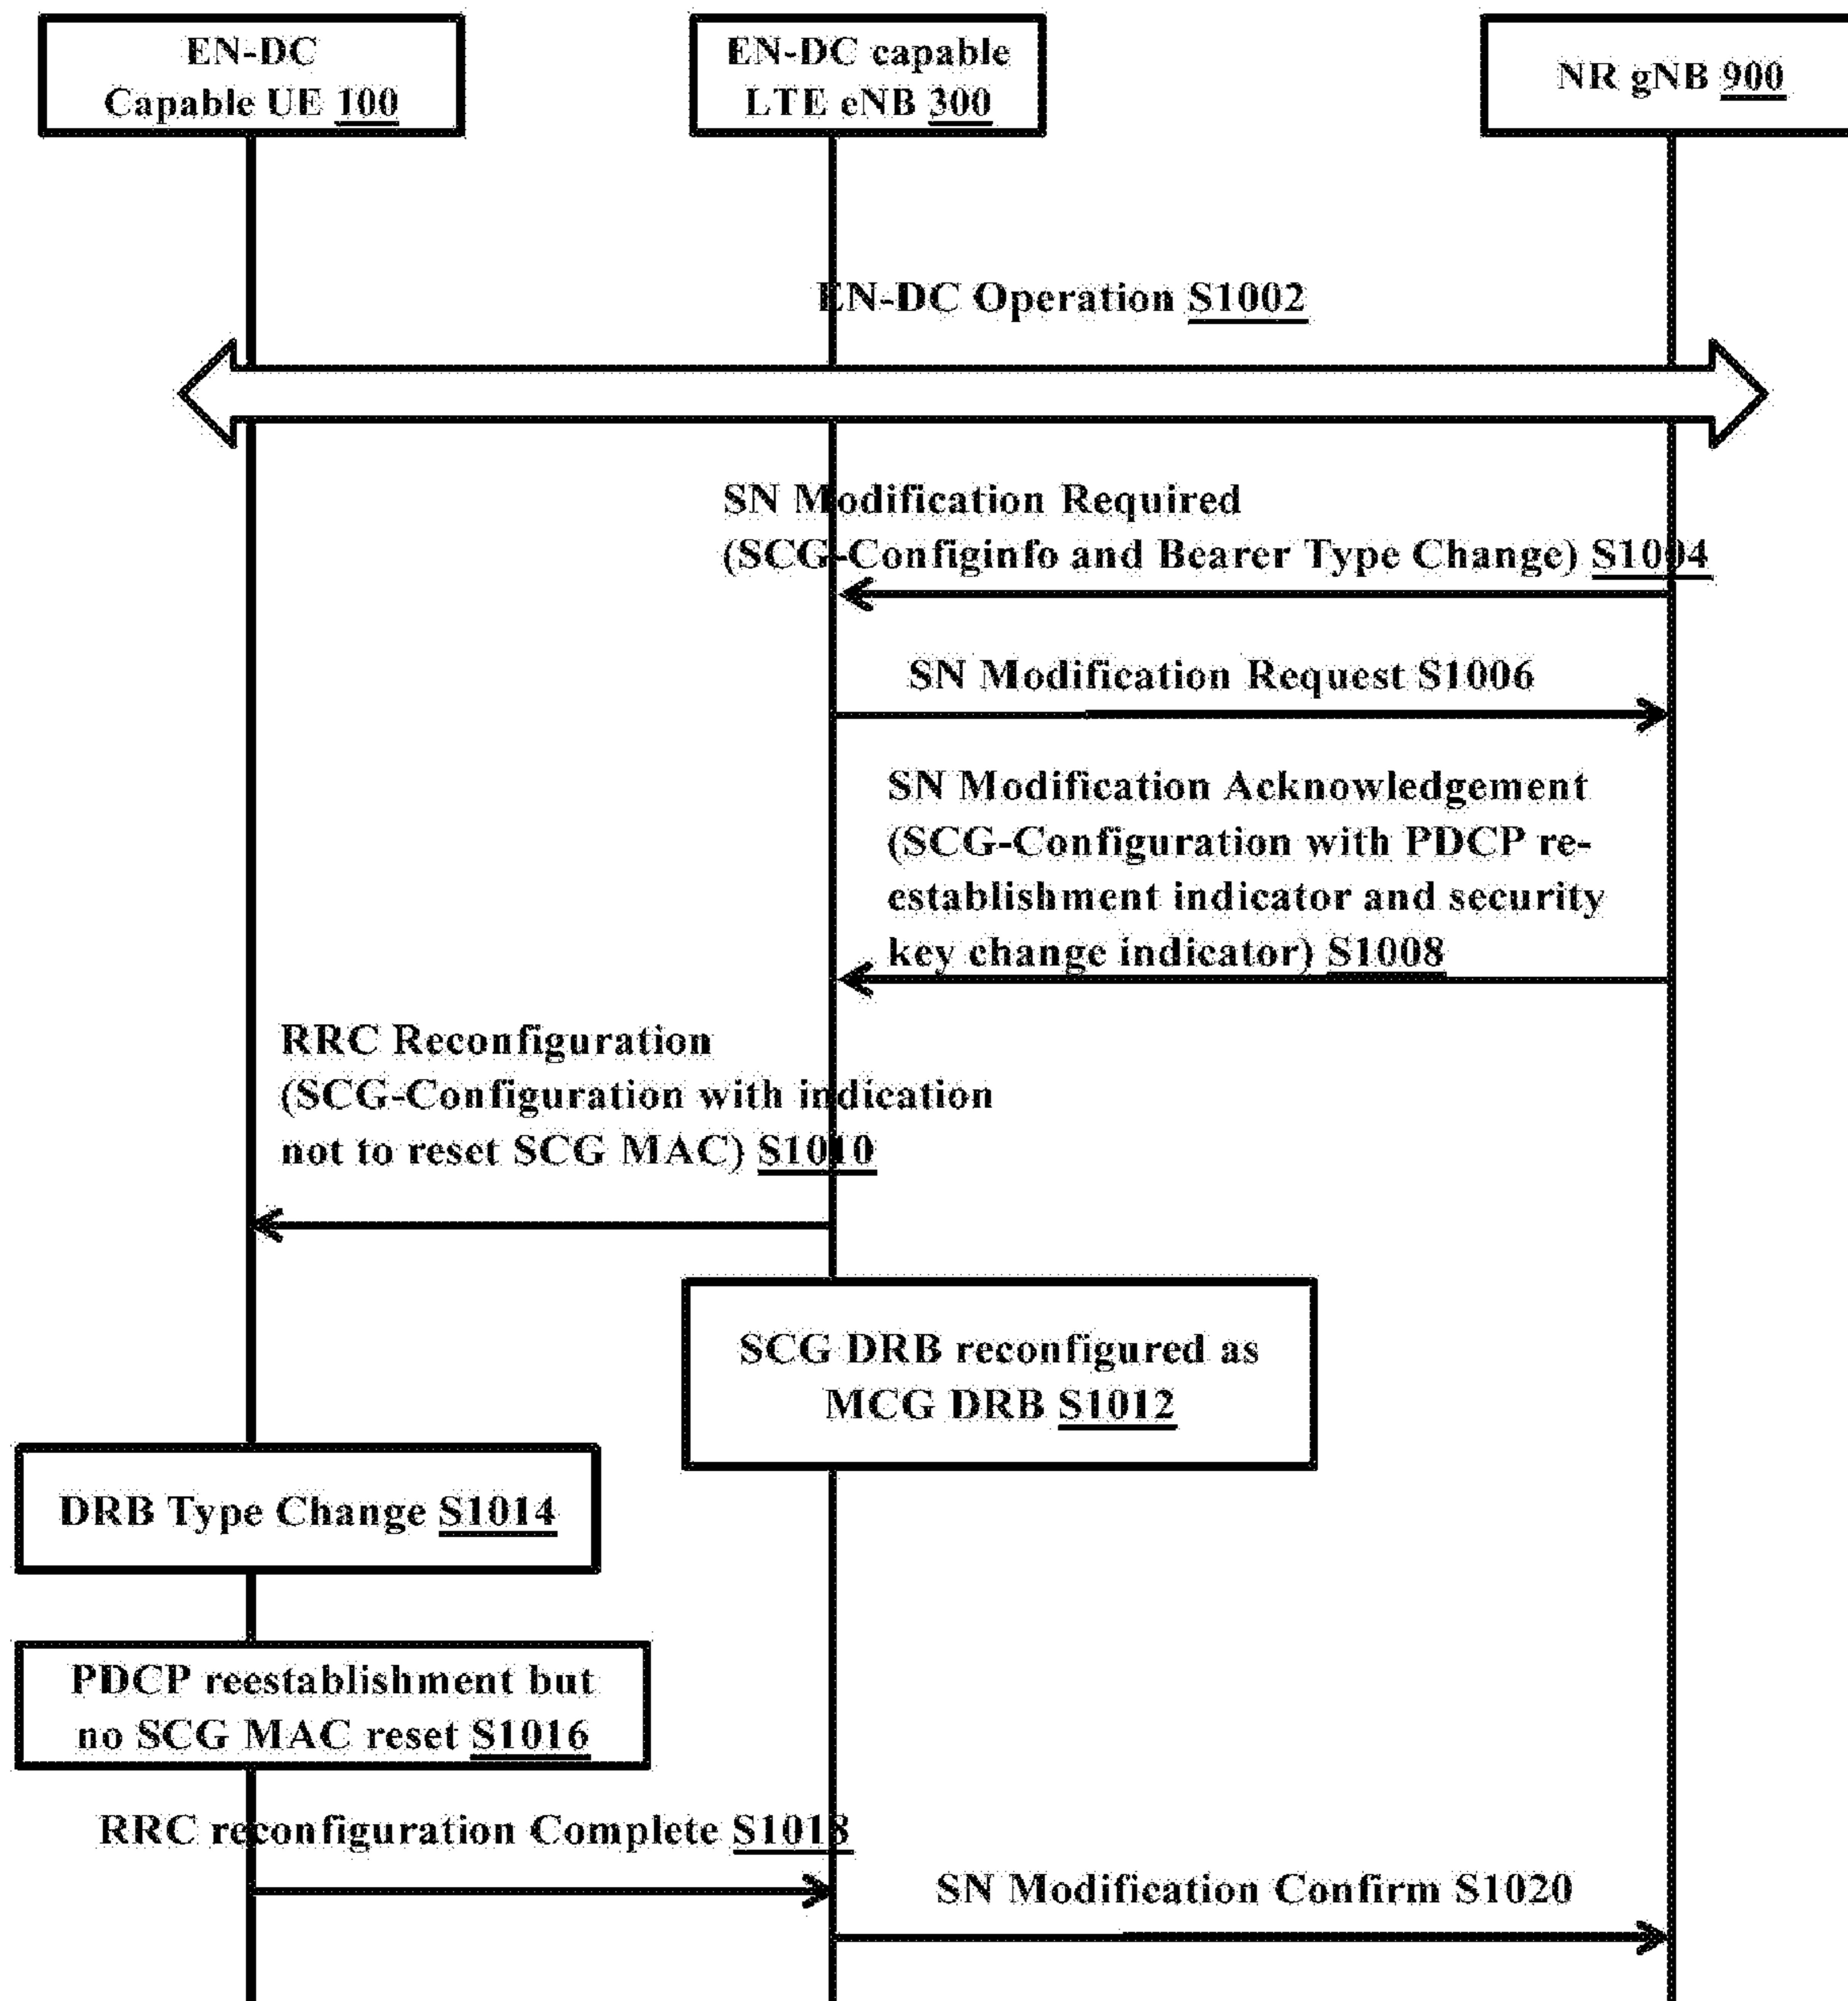 EN-DC
Capable UE 100
EN-DC capable
LTE eNB 300
NR gNB 900
EN-DC Operation S1002
SN Modification Required
(SCG-Configinfo and Bearer Type Change) S1004
SN Modification Request S1006
SN Modification Acknowledgement
(SCG-Configuration with PDCP re-
establishment indicator and security
key change indicator) S1008
RRC Reconfiguration
(SCG-Configuration with indication
not to reset SCG MAC) S1010
SCG DRB reconfigured as
MCG DRB S1012
DRB Type Change S1014
PDCP reestablishment but
no SCG MAC reset S1016
RRC reconfiguration Complete S1018
SN Modification Confirm S1020